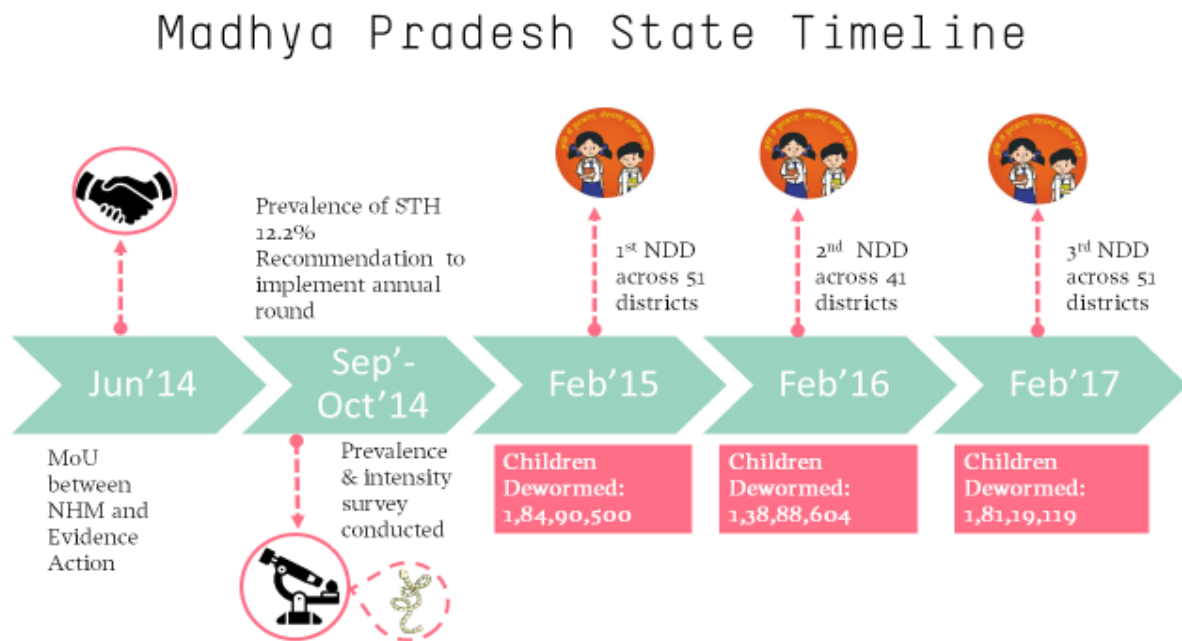 Madhya Pradesh State Timeline
Prevalence of STH
12.2%
Recommendation to
implement annual
round
1st NDD
across 51
districts
2nd NDD
across 41
districts
3rd NDD
across 51
districts
Jun'14
Sep'-
Oct'14
Feb'15
Feb'16
Feb'17
MoU
between
NHM and
Evidence
Action
Prevalence
& intensity
survey
conducted
Children
Dewormed:
1,84,90,500
Children
Dewormed:
1,38,88,604
Children
Dewormed:
1,81,19,119